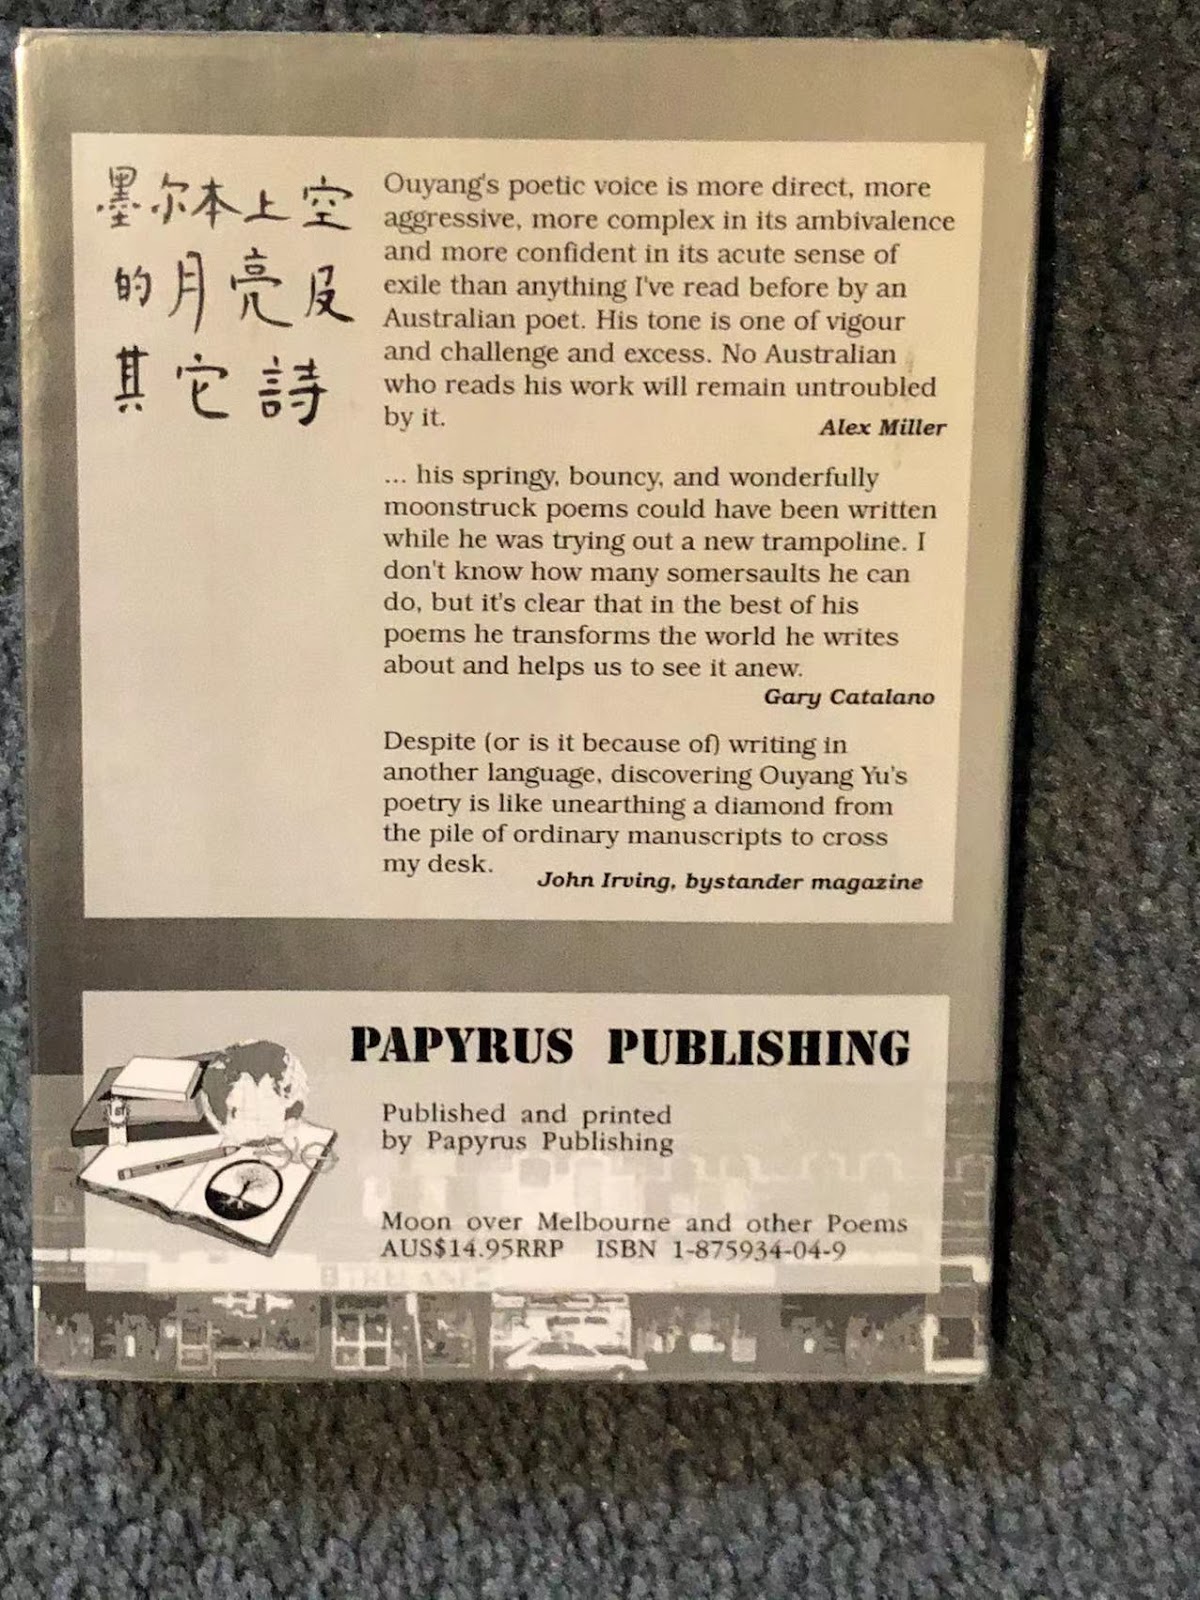 墨尔本上空
的月亮及
其它詩
Ouyang's poetic voice is more direct, more
aggressive, more complex in its ambivalence
and more confident in its acute sense of
exile than anything I've read before by an
Australian poet. His tone is one of vigour
and challenge and excess. No Australian
who reads his work will remain untroubled
by it.
Alex Miller
... his springy, bouncy, and wonderfully
moonstruck poems could have been written
while he was trying out a new trampoline. I
don't know how many somersaults he can
do, but it's clear that in the best of his
poems he transforms the world he writes
about and helps us to see it anew.
Gary Catalano
Despite (or is it because of) writing in
another language, discovering Ouyang Yu's
poetry is like unearthing a diamond from
the pile of ordinary manuscripts to cross
my desk.
John Irving, bystander magazine
PAPYRUS PUBLISHING
Published and printed
by Papyrus Publishing
Moon over Melbourne and other Poems
AUS$14.95RRP ISBN 1-875934-04-9